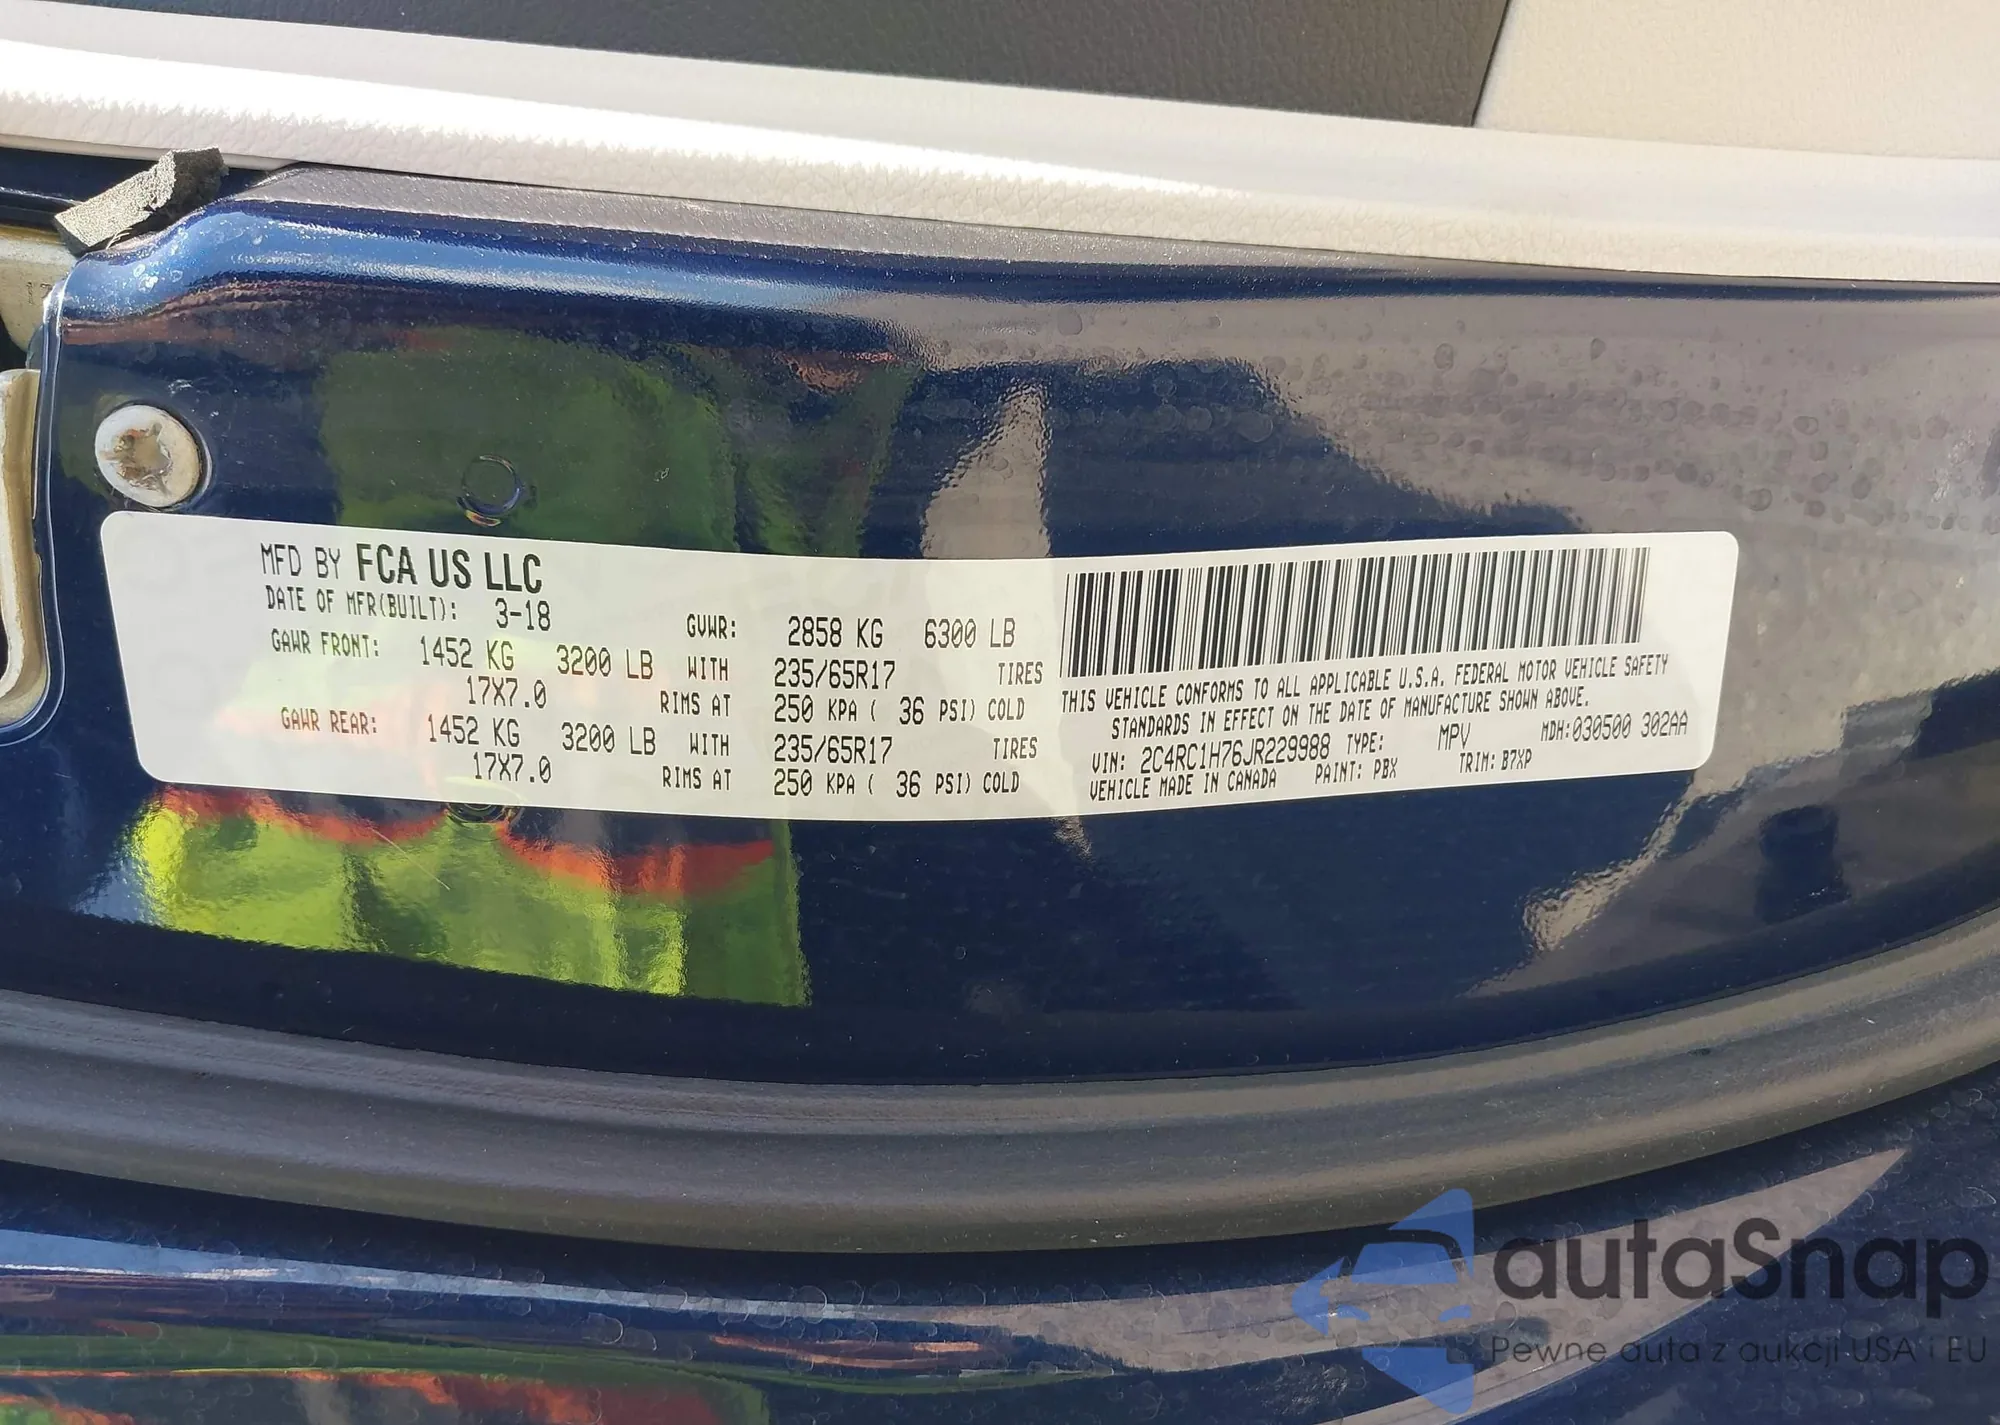 MFD BY FCA US LLC
DATE OF MFR(BUILT): 3-18 GVWR: 2858 KG 6300 LB
GAWR FRONT: 1452 KG 3200 LB WITH 235/65R17 TIRES
17X7.0 RIMS AT 250 KPA ( 36 PSI) COLD
GAWR REAR: 1452 KG 3200 LB WITH 235/65R17 TIRES
17X7.0 RIMS AT 250 KPA ( 36 PSI) COLD
THIS VEHICLE CONFORMS TO ALL APPLICABLE U.S.A. FEDERAL MOTOR VEHICLE SAFETY
STANDARDS IN EFFECT ON THE DATE OF MANUFACTURE SHOWN ABOVE.
VIN: 2C4RC1H76JR229988 TYPE: MPV MDH:030500 302AA
VEHICLE MADE IN CANADA PAINT: PBX TRIM: B7XP
autaSnap
Pewne auta z aukcji USA i EU